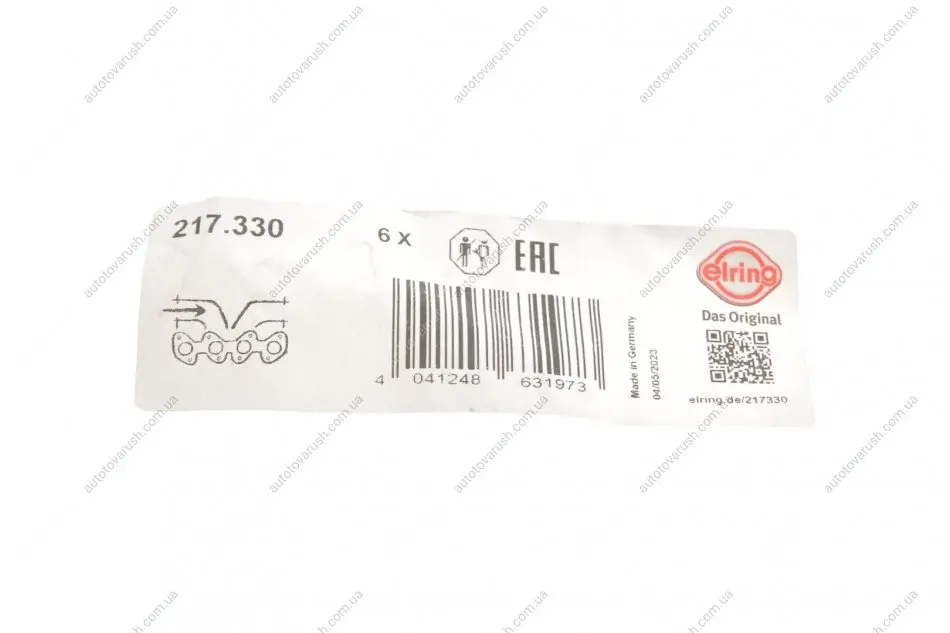 217.330
6 x
EAC
elring
Das Original
4 041248 631973
Made in Germany
04/05/2023
elring.de/217330
autotovarush.com.ua